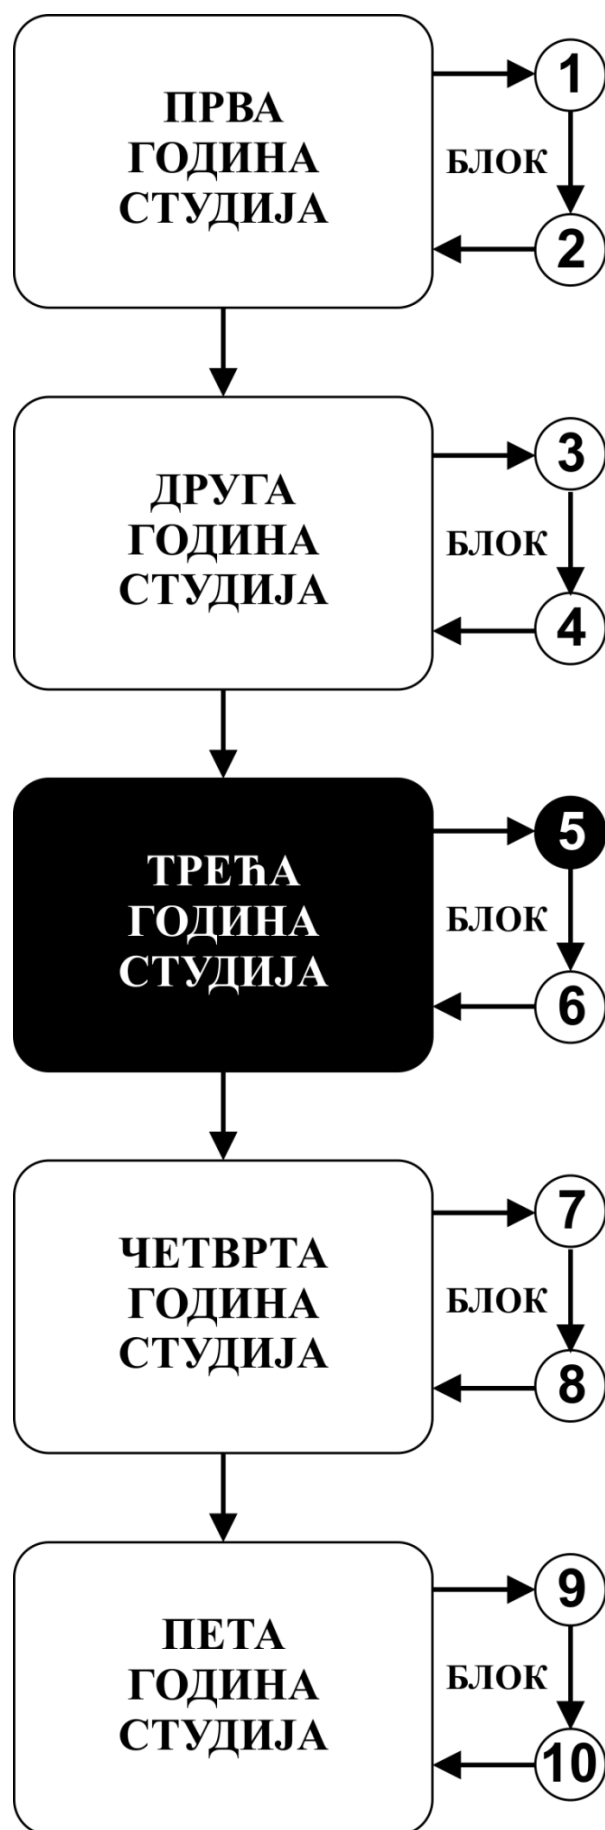 ПРВА
ГОДИНА
СТУДИЈА
1
БЛОК
2
ДРУГА
ГОДИНА
СТУДИЈА
3
БЛОК
4
ТРЕЋА
ГОДИНА
СТУДИЈА
5
БЛОК
6
ЧЕТВРТА
ГОДИНА
СТУДИЈА
7
БЛОК
8
ПЕТА
ГОДИНА
СТУДИЈА
9
БЛОК
10